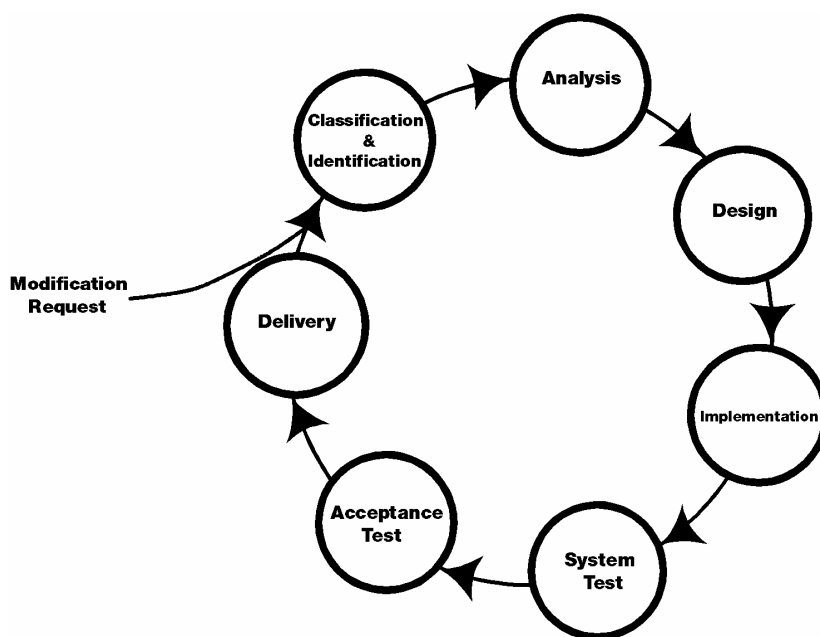 Modification
Request
Classification
&
Identification
Analysis
Design
Implementation
System
Test
Acceptance
Test
Delivery